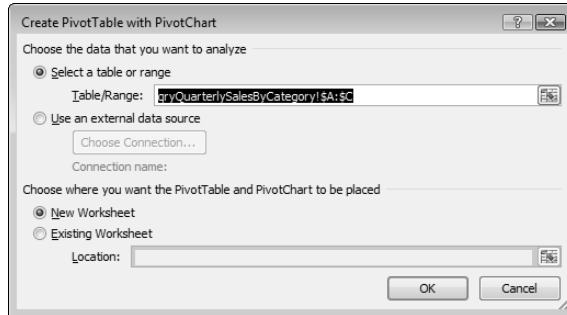 Create PivotTable with PivotChart
Choose the data that you want to analyze
Select a table or range
Table/Range: qryQuarterlySalesByCategory!$A:$C
Use an external data source
Choose Connection...
Connection name:
Choose where you want the PivotTable and PivotChart to be placed
New Worksheet
Existing Worksheet
Location:
OK Cancel